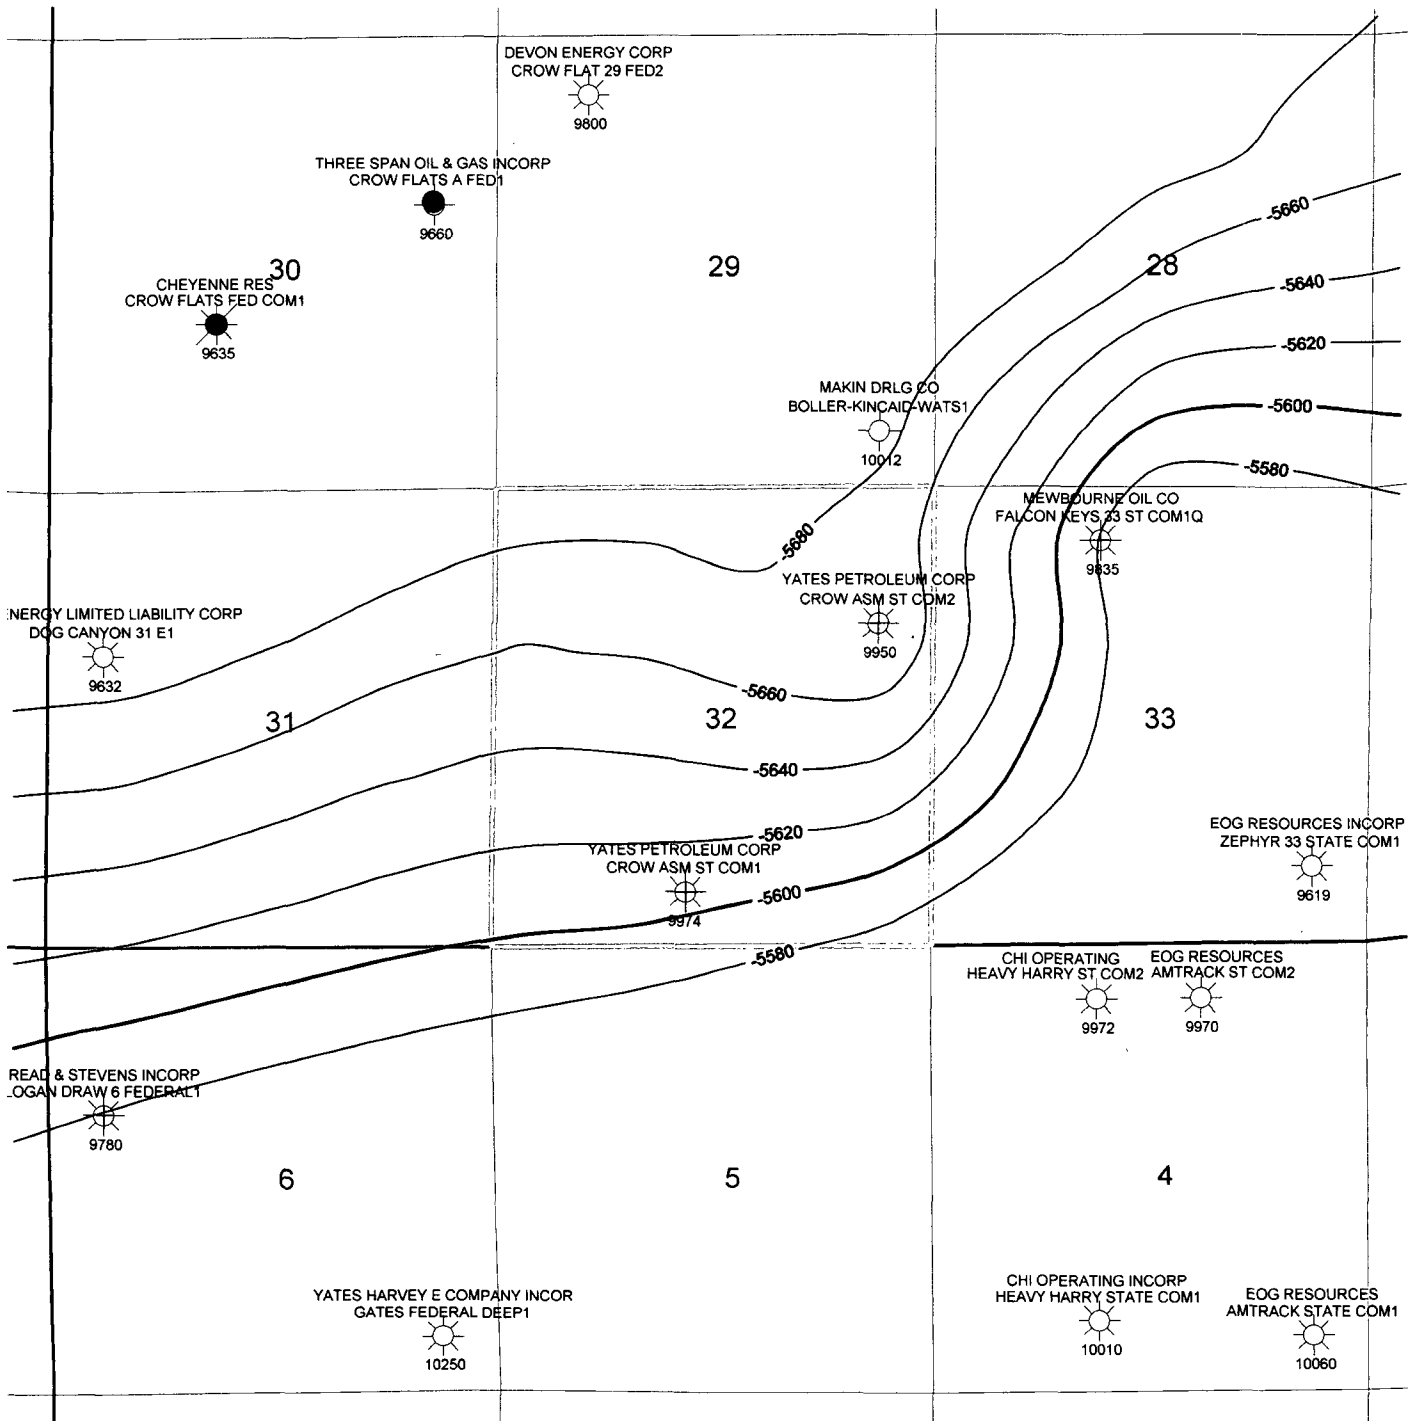 DEVON ENERGY CORP
CROW FLAT 29 FED2
9800
THREE SPAN OIL & GAS INCORP
CROW FLATS A FED1
9660
-5660
30
29
28
CHEYENNE RES
CROW FLATS FED COM1
9635
-5640
-5620
MAKIN DRLG CO
BOLLER-KINCAID-WATS1
10012
-5600
-5580
MEWBOURNE OIL CO
FALCON KEYS 33 ST COM1Q
9835
-5680
YATES PETROLEUM CORP
CROW ASM ST COM2
9950
NERGY LIMITED LIABILITY CORP
DOG CANYON 31 E1
9632
-5660
31
32
33
-5640
-5620
EOG RESOURCES INCORP
ZEPHYR 33 STATE COM1
9619
YATES PETROLEUM CORP
CROW ASM ST COM1
9974
-5600
-5580
CHI OPERATING
HEAVY HARRY ST COM2
9972
EOG RESOURCES
AMTRACK ST COM2
9970
READ & STEVENS INCORP
OGAN DRAW 6 FEDERAL1
9780
6
5
4
YATES HARVEY E COMPANY INCOR
GATES FEDERAL DEEP1
10250
CHI OPERATING INCORP
HEAVY HARRY STATE COM1
10010
EOG RESOURCES
AMTRACK STATE COM1
10060